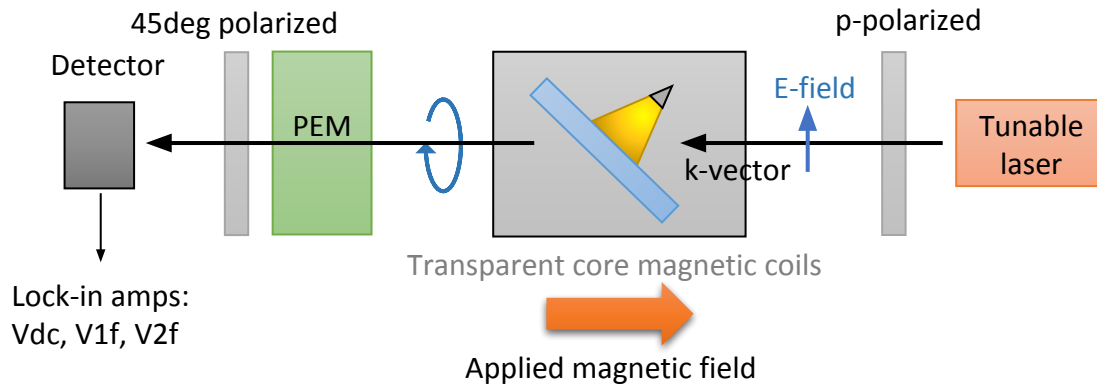 45deg polarized
p-polarized
Detector
E-field
PEM
Tunable
laser
k-vector
Transparent core magnetic coils
Lock-in amps:
Vdc, V1f, V2f
Applied magnetic field